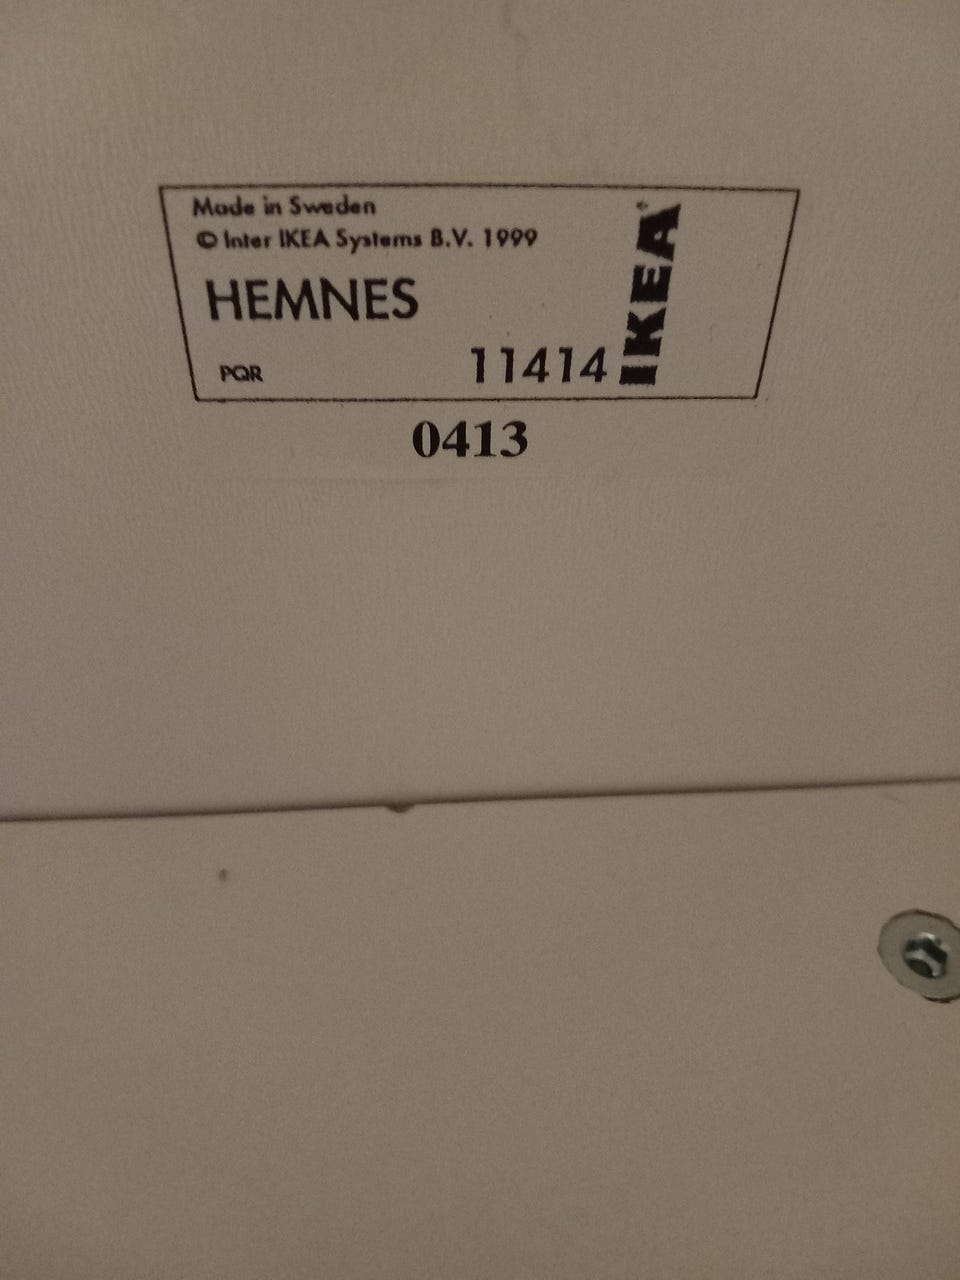 Made in Sweden
© Inter IKEA Systems B.V. 1999
HEMNES
PQR 11414
IKEA
0413